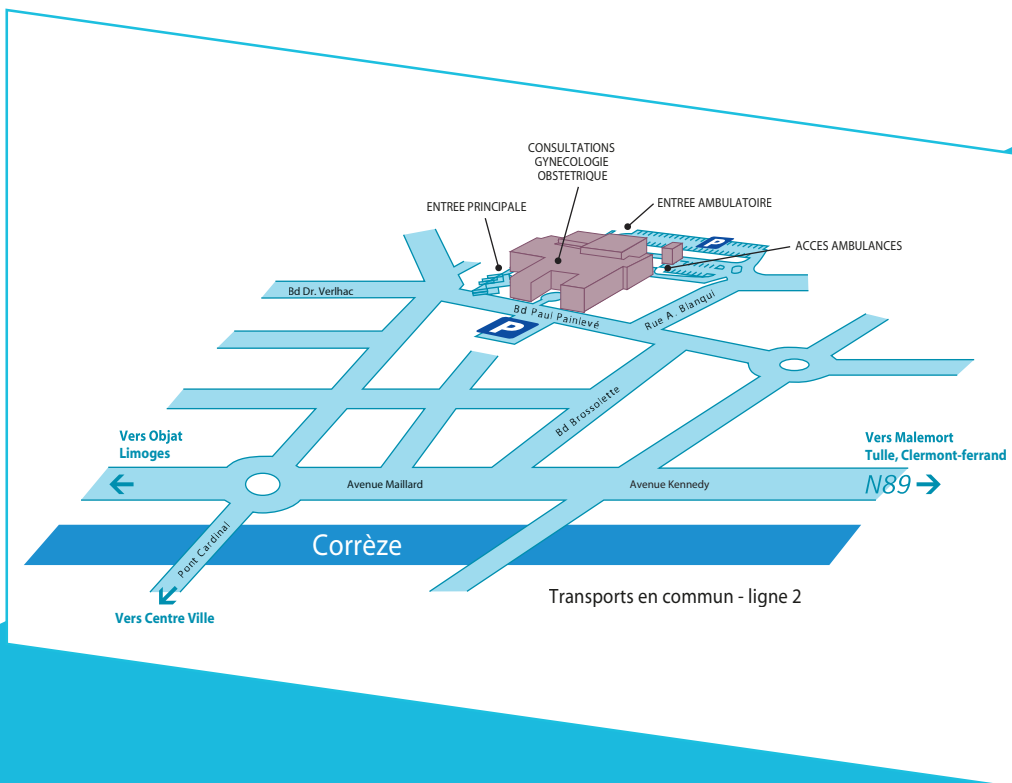 CONSULTATIONS
GYNECOLOGIE
OBSTETRIQUE
ENTREE PRINCIPALE
ENTREE AMBULATOIRE
P
ACCES AMBULANCES
Bd Dr. Verlhac
Bd Paul Painlevé
Rue A. Blanqui
P
Bd Brossolette
Vers Objat
Limoges
Vers Malemort
Tulle, Clermont-ferrand
N89
Avenue Maillard
Avenue Kennedy
Corrèze
Pont Cardinal
Transports en commun - ligne 2
Vers Centre Ville